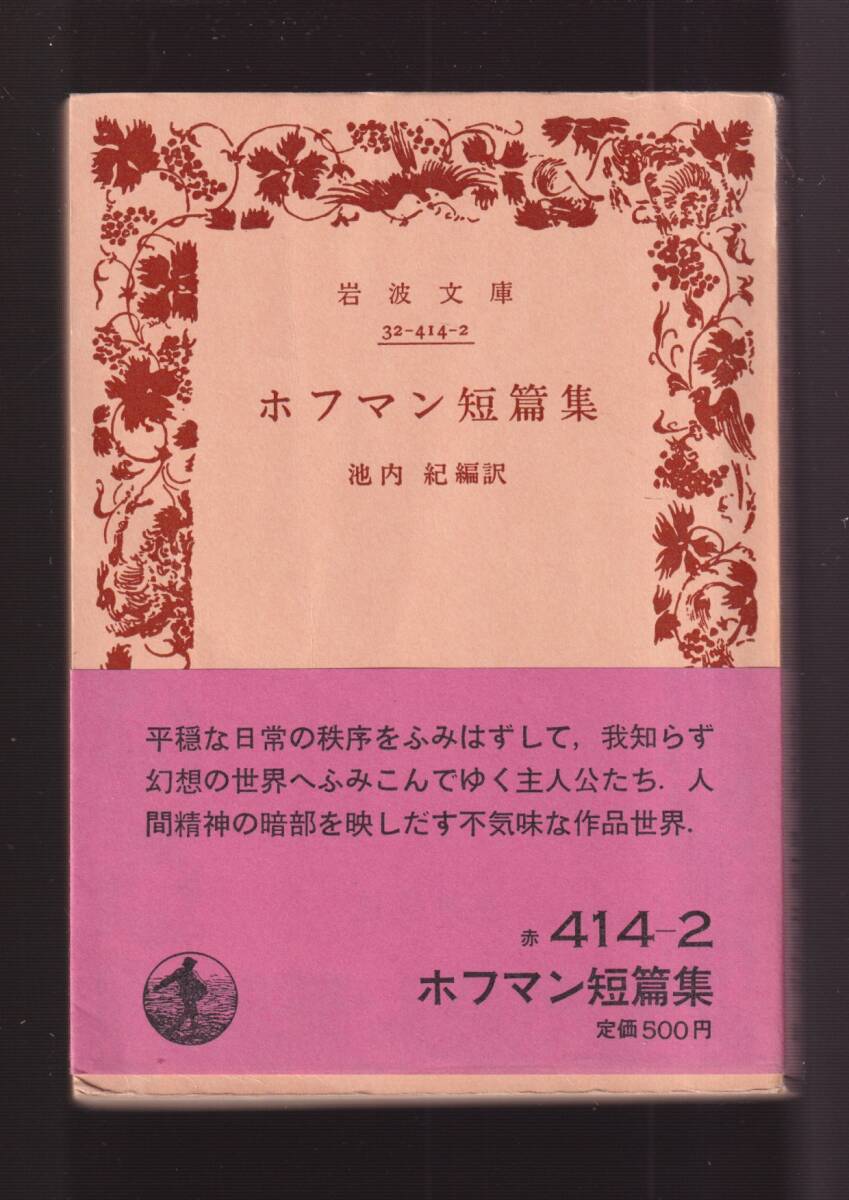 岩波文庫
32-414-2
ホフマン短篇集
池内 紀編訳
平穏な日常の秩序をふみはずして，我知らず
幻想の世界へふみこんでゆく主人公たち．人
間精神の暗部を映しだす不気味な作品世界．
赤 414-2
ホフマン短篇集
定価500円